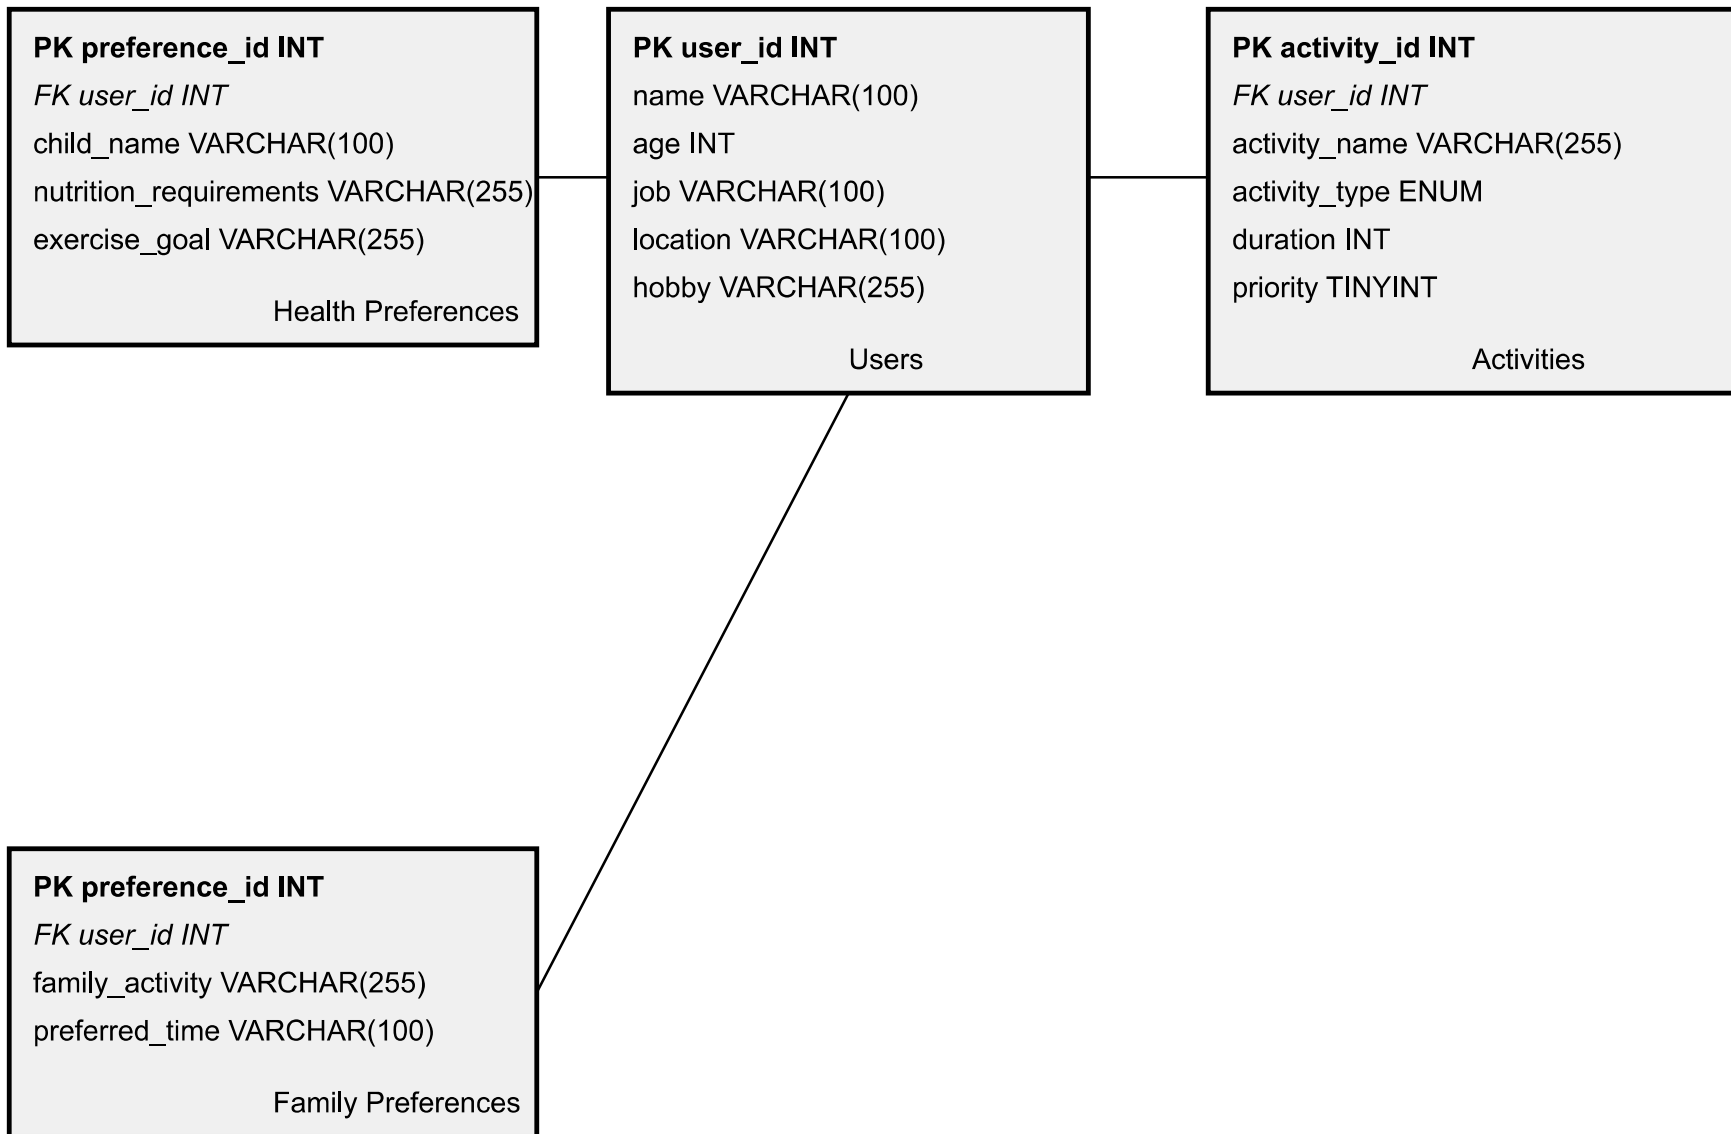 PK preference_id INT
FK user_id INT
child_name VARCHAR(100)
nutrition_requirements VARCHAR(255)
exercise_goal VARCHAR(255)
Health Preferences
PK user_id INT
name VARCHAR(100)
age INT
job VARCHAR(100)
location VARCHAR(100)
hobby VARCHAR(255)
Users
PK activity_id INT
FK user_id INT
activity_name VARCHAR(255)
activity_type ENUM
duration INT
priority TINYINT
Activities
PK preference_id INT
FK user_id INT
family_activity VARCHAR(255)
preferred_time VARCHAR(100)
Family Preferences